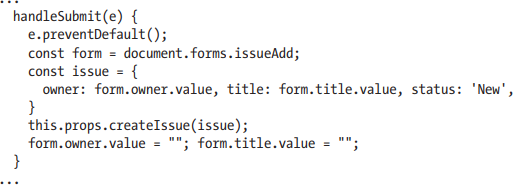 ...
  handleSubmit(e) {
    e.preventDefault();
    const form = document.forms.issueAdd;
    const issue = {
      owner: form.owner.value, title: form.title.value, status: 'New',
    }
    this.props.createIssue(issue);
    form.owner.value = ""; form.title.value = "";
  }
...